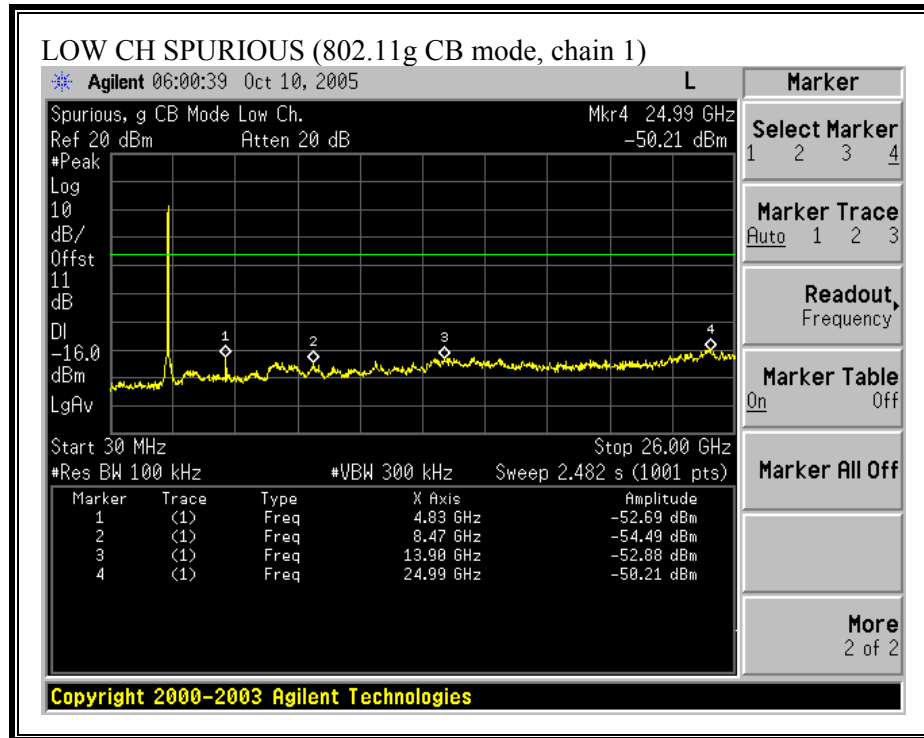 LOW CH SPURIOUS (802.11g CB mode, chain 1)
Agilent 06:00:39 Oct 10, 2005 L
Spurious, g CB Mode Low Ch. Mkr4 24.99 GHz
Ref 20 dBm Atten 20 dB -50.21 dBm
#Peak
Log
10
dB/
Offst
11
dB
DI
-16.0
dBm
LgAv
1 2 3 4
Start 30 MHz Stop 26.00 GHz
#Res BW 100 kHz #VBW 300 kHz Sweep 2.482 s (1001 pts)
Marker Trace Type X Axis Amplitude
1 (1) Freq 4.83 GHz -52.69 dBm
2 (1) Freq 8.47 GHz -54.49 dBm
3 (1) Freq 13.90 GHz -52.88 dBm
4 (1) Freq 24.99 GHz -50.21 dBm
Marker
Select Marker
1 2 3 4
Marker Trace
Auto 1 2 3
Readout
Frequency
Marker Table
On Off
Marker All Off
More
2 of 2
Copyright 2000-2003 Agilent Technologies